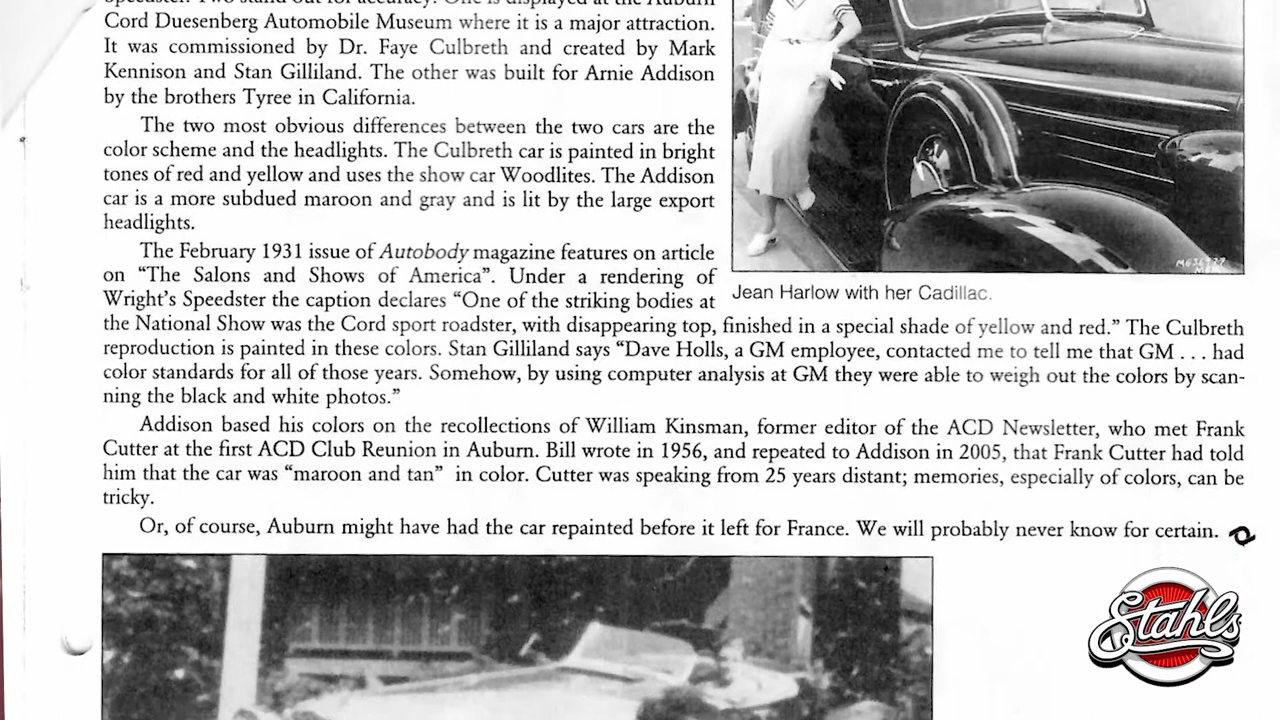 Speedster. Two stand out for accuracy. One is displayed at the Auburn
Cord Duesenberg Automobile Museum where it is a major attraction.
It was commissioned by Dr. Faye Culbreth and created by Mark
Kennison and Stan Gilliland. The other was built for Arnie Addison
by the brothers Tyree in California.
The two most obvious differences between the two cars are the
color scheme and the headlights. The Culbreth car is painted in bright
tones of red and yellow and uses the show car Woodlites. The Addison
car is a more subdued maroon and gray and is lit by the large export
headlights.
The February 1931 issue of Autobody magazine features on article
on “The Salons and Shows of America”. Under a rendering of
Wright’s Speedster the caption declares “One of the striking bodies at
the National Show was the Cord sport roadster, with disappearing top, finished in a special shade of yellow and red.” The Culbreth
reproduction is painted in these colors. Stan Gilliland says “Dave Holls, a GM employee, contacted me to tell me that GM . . . had
color standards for all of those years. Somehow, by using computer analysis at GM they were able to weigh out the colors by scan-
ning the black and white photos.”
Addison based his colors on the recollections of William Kinsman, former editor of the ACD Newsletter, who met Frank
Cutter at the first ACD Club Reunion in Auburn. Bill wrote in 1956, and repeated to Addison in 2005, that Frank Cutter had told
him that the car was “maroon and tan” in color. Cutter was speaking from 25 years distant; memories, especially of colors, can be
tricky.
Or, of course, Auburn might have had the car repainted before it left for France. We will probably never know for certain.
Jean Harlow with her Cadillac.
Stahls